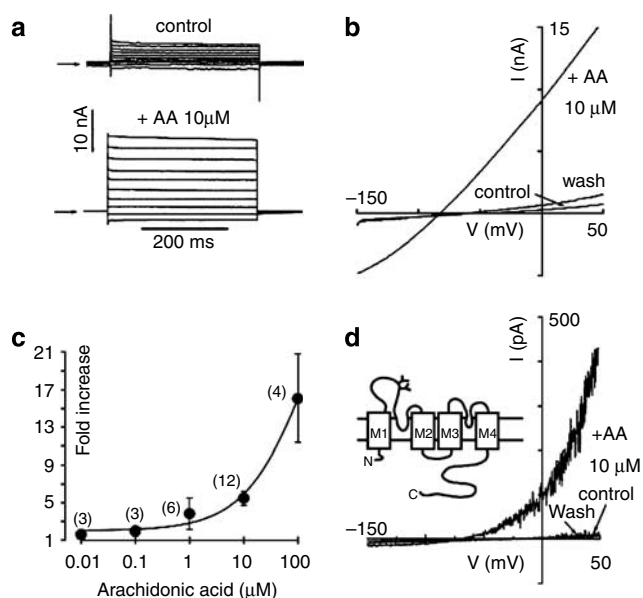 a
control
10 nA
+ AA 10µM
200 ms
b
15
I (nA)
+ AA
10 µM
wash
control
–150
V (mV)
50
c
21
17
13
9
5
1
Fold increase
(3)
(3)
(6)
(12)
(4)
0.01 0.1 1 10 100
Arachidonic acid (µM)
d
500
I (pA)
M1 M2 M3 M4
N
C
+AA
10 µM
control
Wash
–150
V (mV)
50